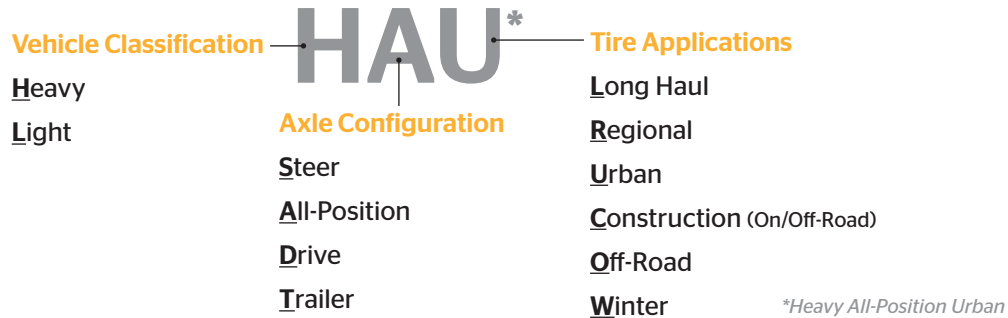 HAU*
Vehicle Classification
Heavy
Light
Axle Configuration
Steer
All-Position
Drive
Trailer
Tire Applications
Long Haul
Regional
Urban
Construction (On/Off-Road)
Off-Road
Winter
*Heavy All-Position Urban